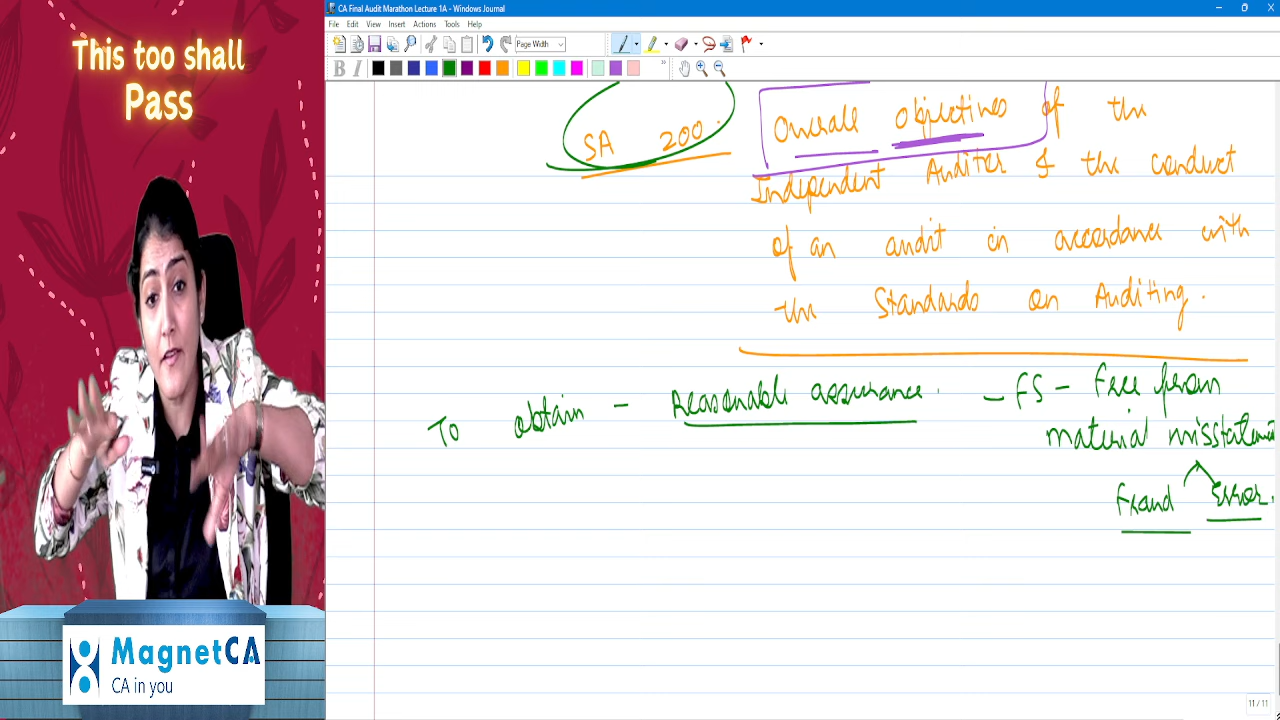 This too shall
Pass
CA Final Audit Marathon Lecture 1A - Windows Journal
File Edit View Insert Actions Tools Help
Page Width
B I
SA 200. Overall objectives of the
Independent Auditor & the conduct
of an audit in accordance with
the Standards on Auditing.
To obtain - Reasonable assurance. - FS - Free from
material misstatement
Fraud Error.
MagnetCA
CA in you
11 / 11